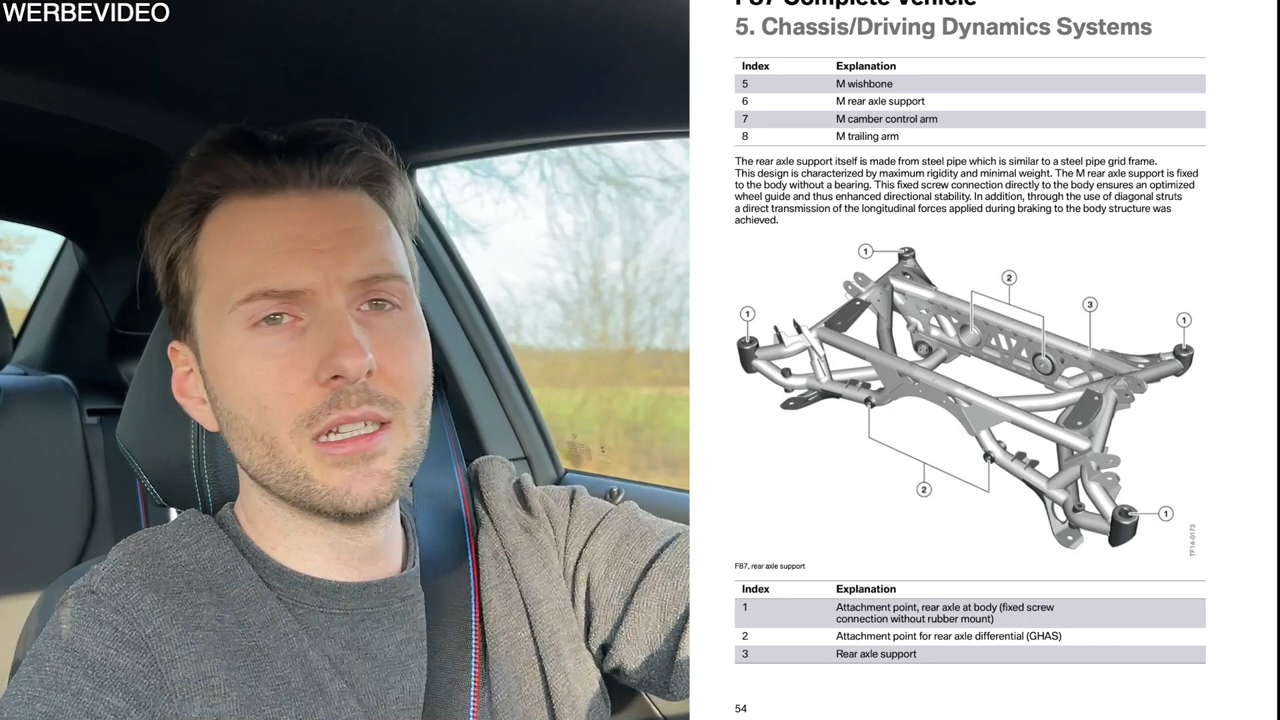 WERBEVIDEO
F87 Complete Vehicle
5. Chassis/Driving Dynamics Systems
Index Explanation
5 M wishbone
6 M rear axle support
7 M camber control arm
8 M trailing arm
The rear axle support itself is made from steel pipe which is similar to a steel pipe grid frame.
This design is characterized by maximum rigidity and minimal weight. The M rear axle support is fixed
to the body without a bearing. This fixed screw connection directly to the body ensures an optimized
wheel guide and thus enhanced directional stability. In addition, through the use of diagonal struts
a direct transmission of the longitudinal forces applied during braking to the body structure was
achieved.
1
2
3
1
1
2
1
TF14-0173
F87, rear axle support
Index Explanation
1 Attachment point, rear axle at body (fixed screw
connection without rubber mount)
2 Attachment point for rear axle differential (GHAS)
3 Rear axle support
54